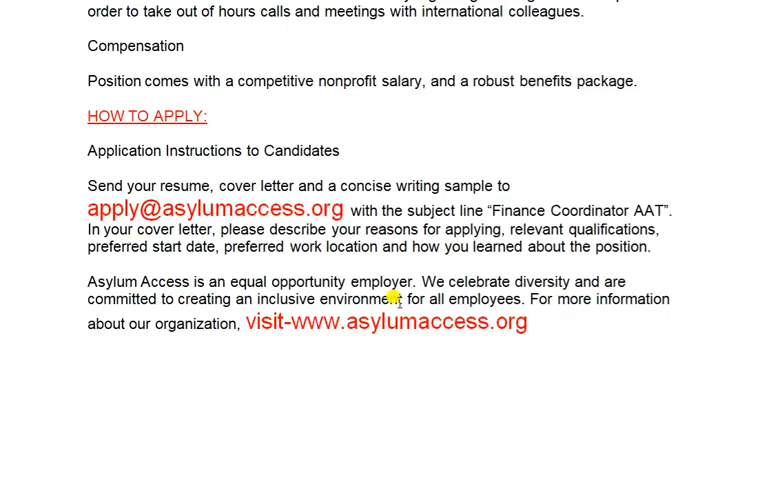 order to take out of hours calls and meetings with international colleagues.
Compensation
Position comes with a competitive nonprofit salary, and a robust benefits package.
HOW TO APPLY:
Application Instructions to Candidates
Send your resume, cover letter and a concise writing sample to
apply@asylumaccess.org with the subject line “Finance Coordinator AAT”.
In your cover letter, please describe your reasons for applying, relevant qualifications,
preferred start date, preferred work location and how you learned about the position.
Asylum Access is an equal opportunity employer. We celebrate diversity and are
committed to creating an inclusive environment for all employees. For more information
about our organization, visit-www.asylumaccess.org